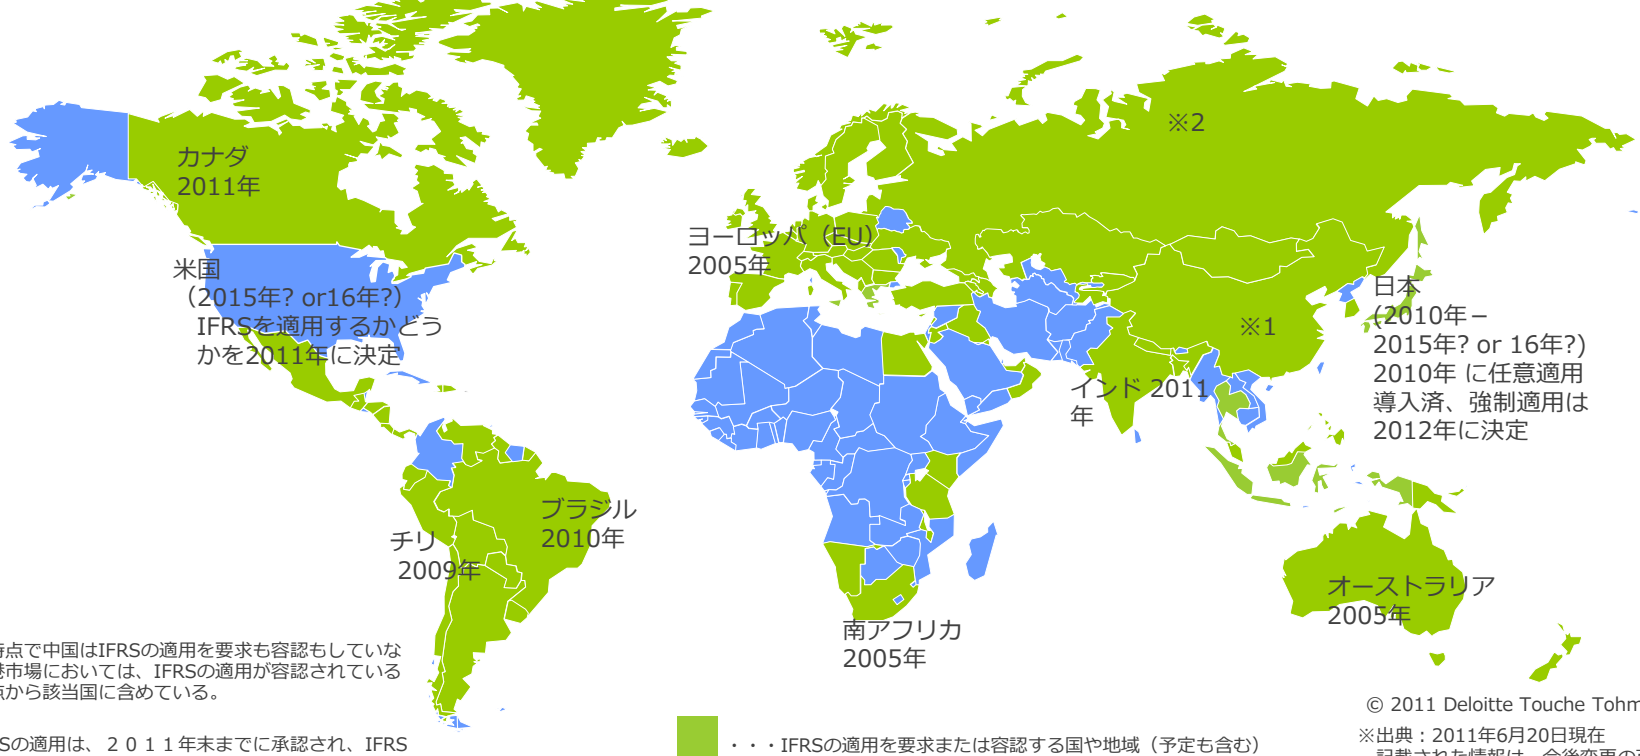 ※2
カナダ
2011年
ヨーロッパ（EU）
2005年
米国
（2015年? or16年?）
IFRSを適用するかどう
かを2011年に決定
日本
(2010年－
2015年? or 16年?)
2010年 に任意適用
導入済、強制適用は
2012年に決定
※1
インド 2011
年
ブラジル
2010年
チリ
2009年
オーストラリア
2005年
南アフリカ
2005年
時点で中国はIFRSの適用を要求も容認もしていな
港市場においては、IFRSの適用が容認されている
点から該当国に含めている。
RSの適用は、２０１１年末までに承認され、IFRS
・・・IFRSの適用を要求または容認する国や地域（予定も含む）
© 2011 Deloitte Touche Tohm
※出典：2011年6月20日現在